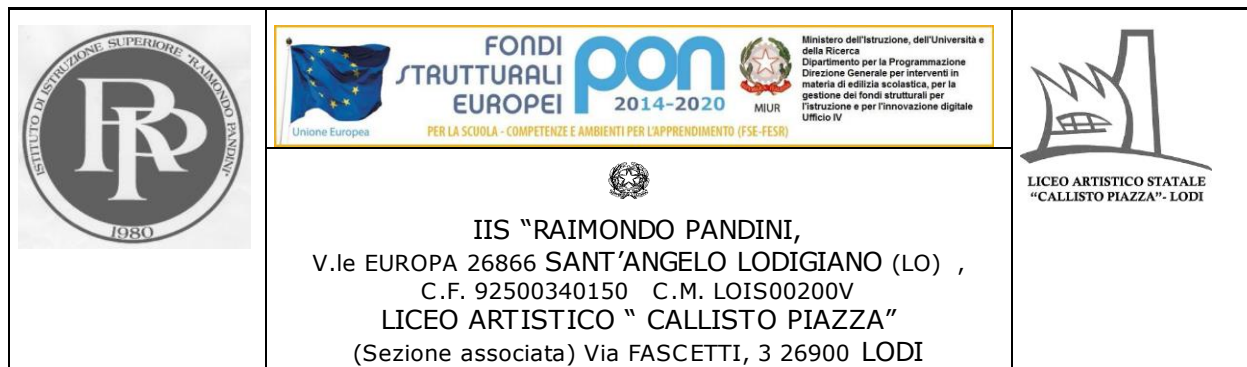 ISTITUTO DI ISTRUZIONE SUPERIORE "RAIMONDO PANDINI"
RP
1980
Unione Europea
FONDI
STRUTTURALI
EUROPEI
pon
2014-2020
MIUR
Ministero dell'Istruzione, dell'Università e
della Ricerca
Dipartimento per la Programmazione
Direzione Generale per interventi in
materia di edilizia scolastica, per la
gestione dei fondi strutturali per
l'istruzione e per l'innovazione digitale
Ufficio IV
PER LA SCUOLA - COMPETENZE E AMBIENTI PER L'APPRENDIMENTO (FSE-FESR)
IIS “RAIMONDO PANDINI,
V.le EUROPA 26866 SANT’ANGELO LODIGIANO (LO) ,
C.F. 92500340150 C.M. LOIS00200V
LICEO ARTISTICO “ CALLISTO PIAZZA”
(Sezione associata) Via FASCETTI, 3 26900 LODI
LICEO ARTISTICO STATALE
“CALLISTO PIAZZA”- LODI